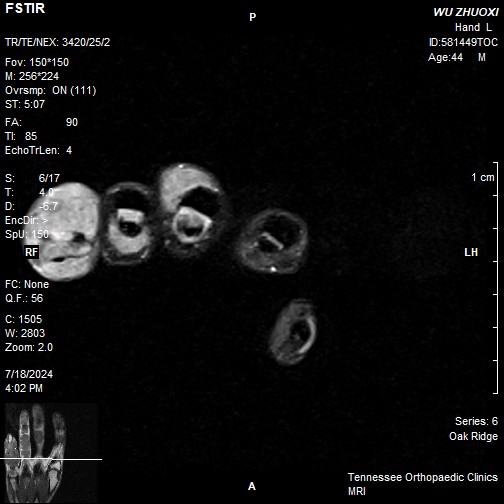 FSTIR
P
WU ZHUOXI
Hand L
TR/TE/NEX: 3420/25/2
ID:581449TOC
Age:44 M
Fov: 150*150
M: 256*224
Ovrsmp: ON (111)
ST: 5:07
FA: 90
TI: 85
EchoTrLen: 4
S: 6/17
T: 4.0
D: -6.7
EncDir: >
SpU: 150
1 cm
RF
LH
FC: None
Q.F.: 56
C: 1505
W: 2803
Zoom: 2.0
7/18/2024
4:02 PM
Series: 6
Oak Ridge
A
Tennessee Orthopaedic Clinics
MRI